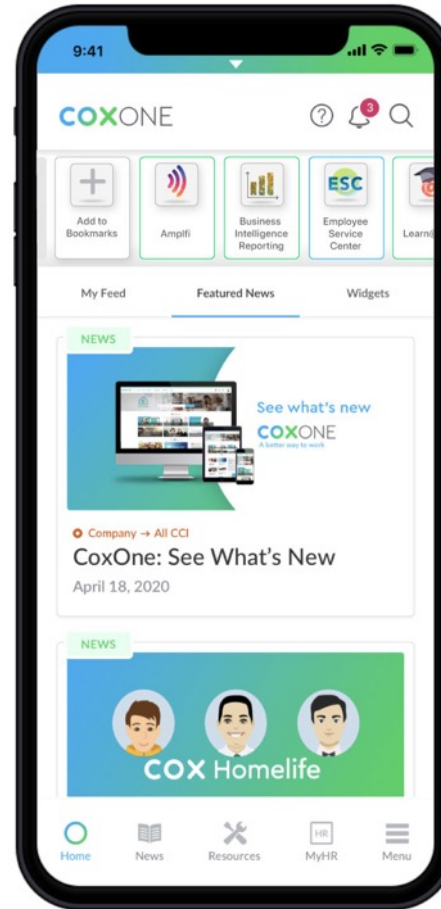 9:41
COXONE
3
Add to
Bookmarks
Amplfi
Business
Intelligence
Reporting
ESC
Employee
Service
Center
Learn@
My Feed
Featured News
Widgets
NEWS
See what's new
COXONE
A better way to work
Company → All CCI
CoxOne: See What's New
April 18, 2020
NEWS
COX Homelife
Home
News
Resources
HR
MyHR
Menu